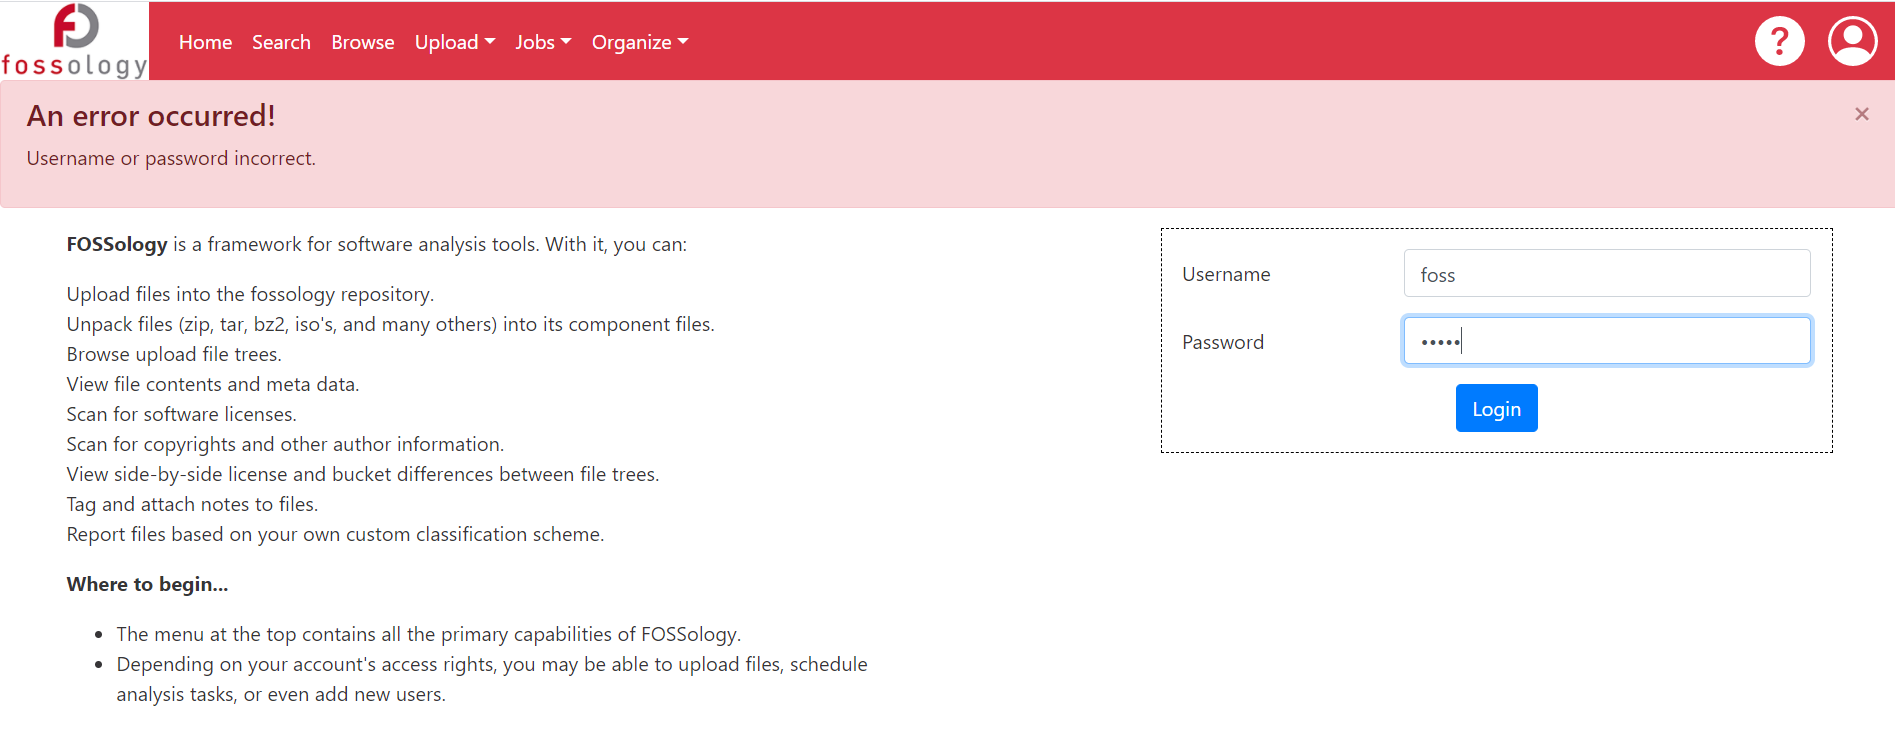 fossology
Home Search Browse Upload Jobs Organize
?
An error occurred!
×
Username or password incorrect.
FOSSology is a framework for software analysis tools. With it, you can:
Upload files into the fossology repository.
Unpack files (zip, tar, bz2, iso's, and many others) into its component files.
Browse upload file trees.
View file contents and meta data.
Scan for software licenses.
Scan for copyrights and other author information.
View side-by-side license and bucket differences between file trees.
Tag and attach notes to files.
Report files based on your own custom classification scheme.
Where to begin...
• The menu at the top contains all the primary capabilities of FOSSology.
• Depending on your account's access rights, you may be able to upload files, schedule
analysis tasks, or even add new users.
Username foss
Password •••••
Login